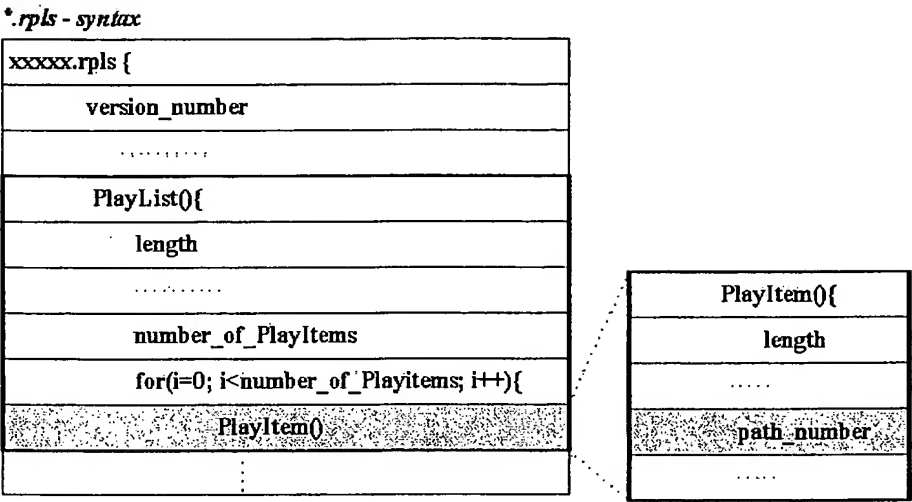 *.rpls - syntax
xxxxx.rpls {
version_number
..........
PlayList(){
length
..........
number_of_PlayItems
for(i=0; i<number_of_Playitems; i++){
PlayItem()
⋮
PlayItem(){
length
.....
path_number
.....